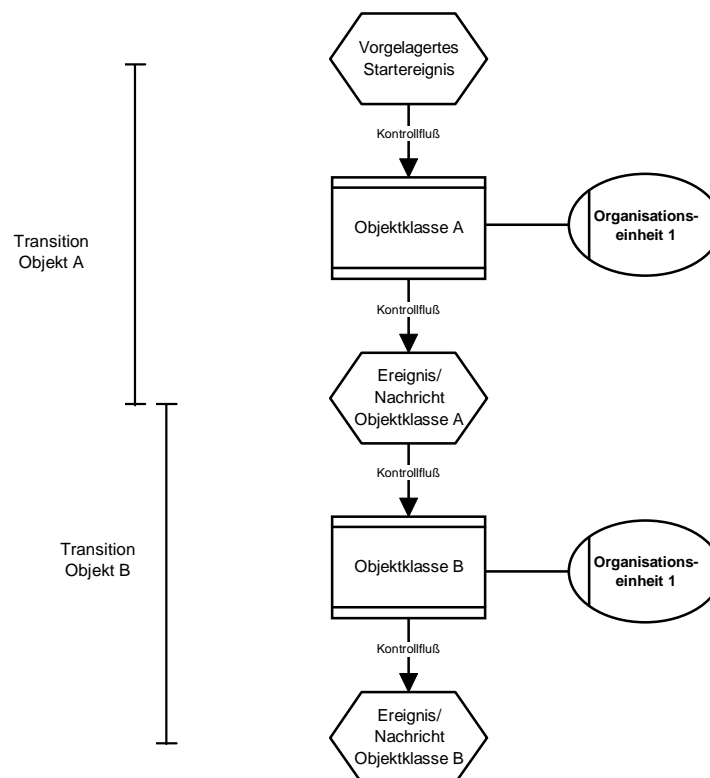 Vorgelagertes
Startereignis
Kontrollfluß
Objektklasse A
Organisations-
einheit 1
Transition
Objekt A
Kontrollfluß
Ereignis/
Nachricht
Objektklasse A
Kontrollfluß
Objektklasse B
Organisations-
einheit 1
Transition
Objekt B
Kontrollfluß
Ereignis/
Nachricht
Objektklasse B